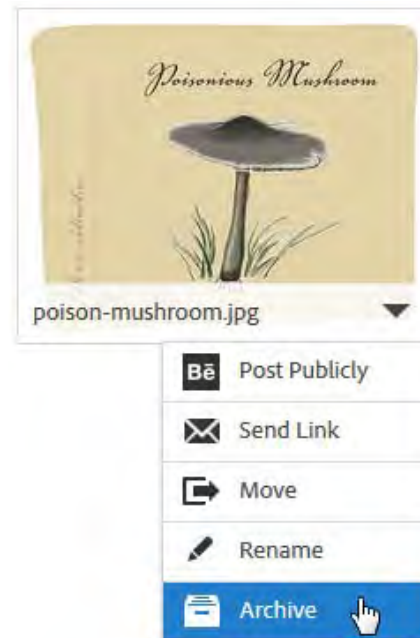 Poisonious Mushroom
poison-mushroom.jpg
Bē Post Publicly
Send Link
Move
Rename
Archive